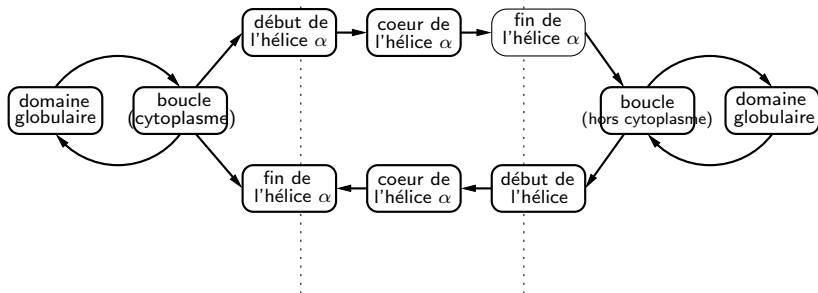 début de
l'hélice α
coeur de
l'hélice α
fin de
l'hélice α
domaine
globulaire
boucle
(cytoplasme)
boucle
(hors cytoplasme)
domaine
globulaire
fin de
l'hélice α
coeur de
l'hélice α
début de
l'hélice